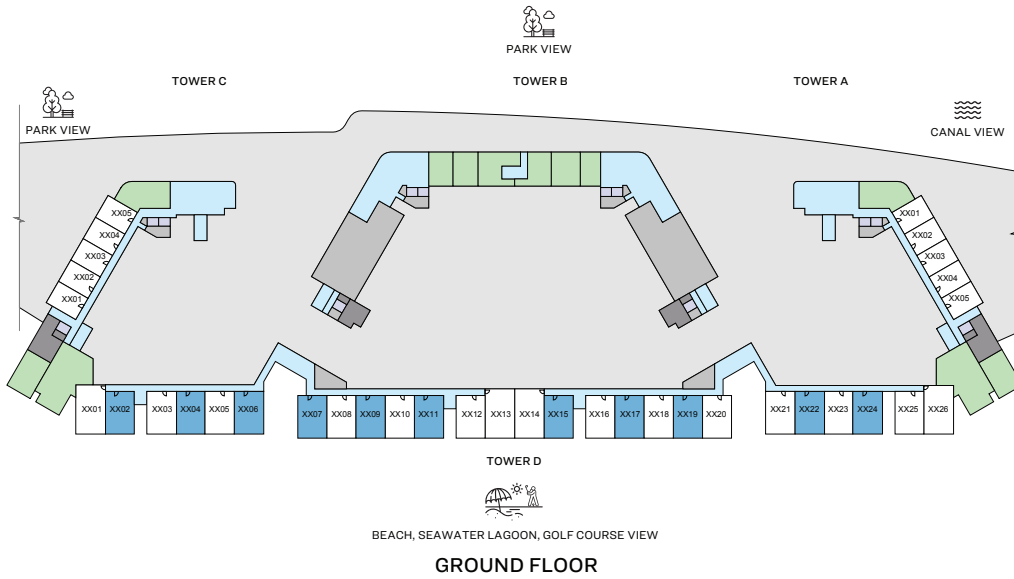 PARK VIEW
TOWER C
TOWER B
TOWER A
PARK VIEW
CANAL VIEW
XX05
XX04
XX03
XX02
XX01
XX01
XX02
XX03
XX04
XX05
XX01
XX02
XX03
XX04
XX05
XX06
XX07
XX08
XX09
XX10
XX11
XX12
XX13
XX14
XX15
XX16
XX17
XX18
XX19
XX20
XX21
XX22
XX23
XX24
XX25
XX26
TOWER D
BEACH, SEAWATER LAGOON, GOLF COURSE VIEW
GROUND FLOOR